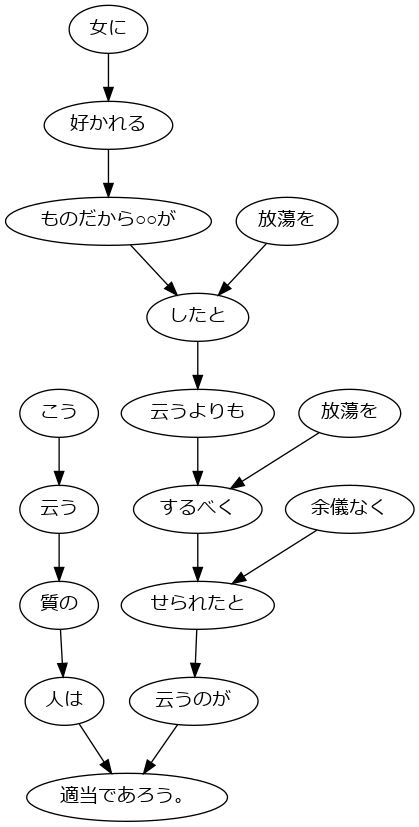 女に
好かれる
ものだから○○が
放蕩を
したと
こう
云うよりも
放蕩を
云う
するべく
余儀なく
質の
せられたと
人は
云うのが
適当であろう。